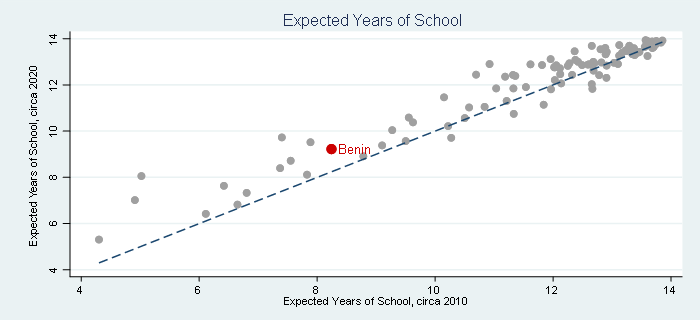 Expected Years of School
14
12
10
8
6
4
Expected Years of School, circa 2020
Benin
4 6 8 10 12 14
Expected Years of School, circa 2010